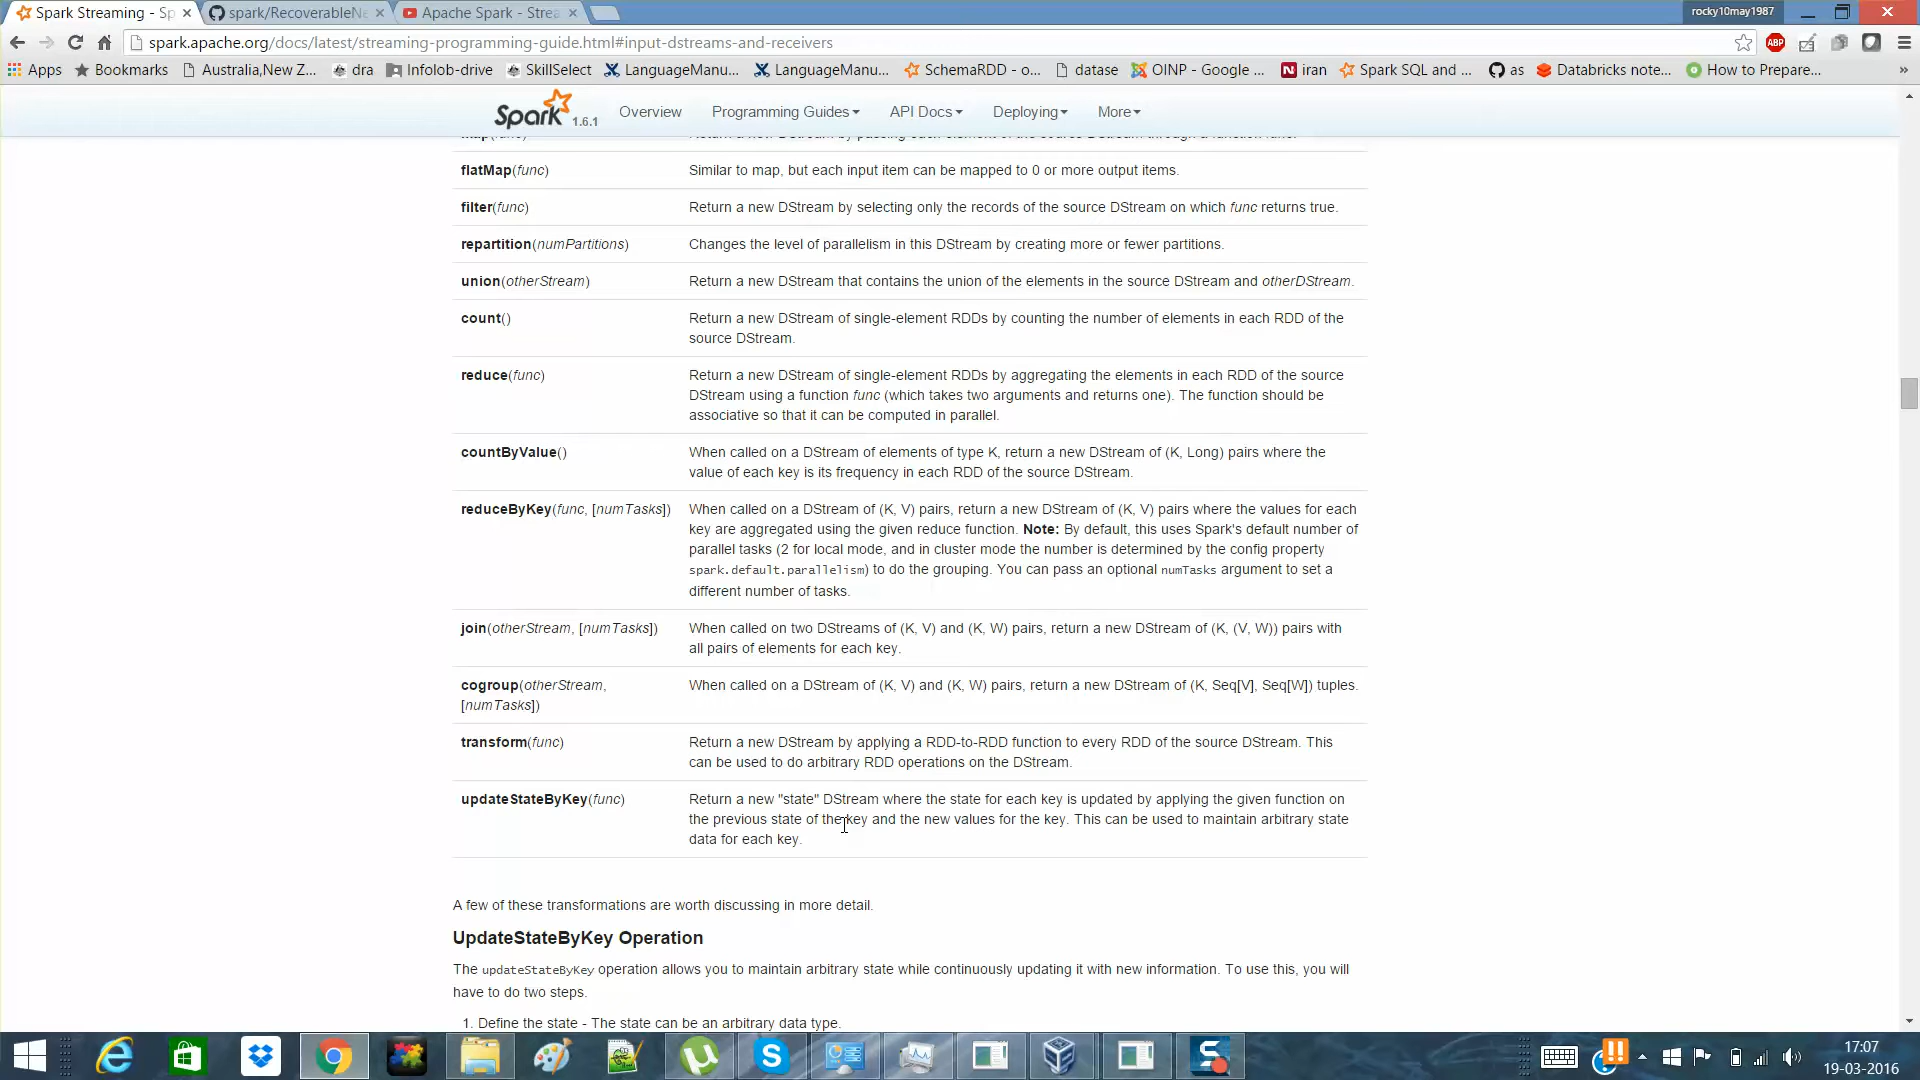 Spark Streaming - Sp
spark/RecoverableNe
Apache Spark - Strea
rocky10may1987
spark.apache.org/docs/latest/streaming-programming-guide.html#input-dstreams-and-receivers
ABP
Apps
Bookmarks
Australia,New Z...
dra
Infolob-drive
SkillSelect
LanguageManu...
LanguageManu...
SchemaRDD - o...
datase
OINP - Google ...
iran
Spark SQL and ...
as
Databricks note...
How to Prepare...
»
Spark 1.6.1
Overview
Programming Guides
API Docs
Deploying
More
flatMap(func)
Similar to map, but each input item can be mapped to 0 or more output items.
filter(func)
Return a new DStream by selecting only the records of the source DStream on which func returns true.
repartition(numPartitions)
Changes the level of parallelism in this DStream by creating more or fewer partitions.
union(otherStream)
Return a new DStream that contains the union of the elements in the source DStream and otherDStream.
count()
Return a new DStream of single-element RDDs by counting the number of elements in each RDD of the
source DStream.
reduce(func)
Return a new DStream of single-element RDDs by aggregating the elements in each RDD of the source
DStream using a function func (which takes two arguments and returns one). The function should be
associative so that it can be computed in parallel.
countByValue()
When called on a DStream of elements of type K, return a new DStream of (K, Long) pairs where the
value of each key is its frequency in each RDD of the source DStream.
reduceByKey(func, [numTasks])
When called on a DStream of (K, V) pairs, return a new DStream of (K, V) pairs where the values for each
key are aggregated using the given reduce function. Note: By default, this uses Spark's default number of
parallel tasks (2 for local mode, and in cluster mode the number is determined by the config property
spark.default.parallelism) to do the grouping. You can pass an optional numTasks argument to set a
different number of tasks.
join(otherStream, [numTasks])
When called on two DStreams of (K, V) and (K, W) pairs, return a new DStream of (K, (V, W)) pairs with
all pairs of elements for each key.
cogroup(otherStream,
[numTasks])
When called on a DStream of (K, V) and (K, W) pairs, return a new DStream of (K, Seq[V], Seq[W]) tuples.
transform(func)
Return a new DStream by applying a RDD-to-RDD function to every RDD of the source DStream. This
can be used to do arbitrary RDD operations on the DStream.
updateStateByKey(func)
Return a new "state" DStream where the state for each key is updated by applying the given function on
the previous state of the key and the new values for the key. This can be used to maintain arbitrary state
data for each key.
A few of these transformations are worth discussing in more detail.
UpdateStateByKey Operation
The updateStateByKey operation allows you to maintain arbitrary state while continuously updating it with new information. To use this, you will
have to do two steps.
1. Define the state - The state can be an arbitrary data type.
17:07
19-03-2016